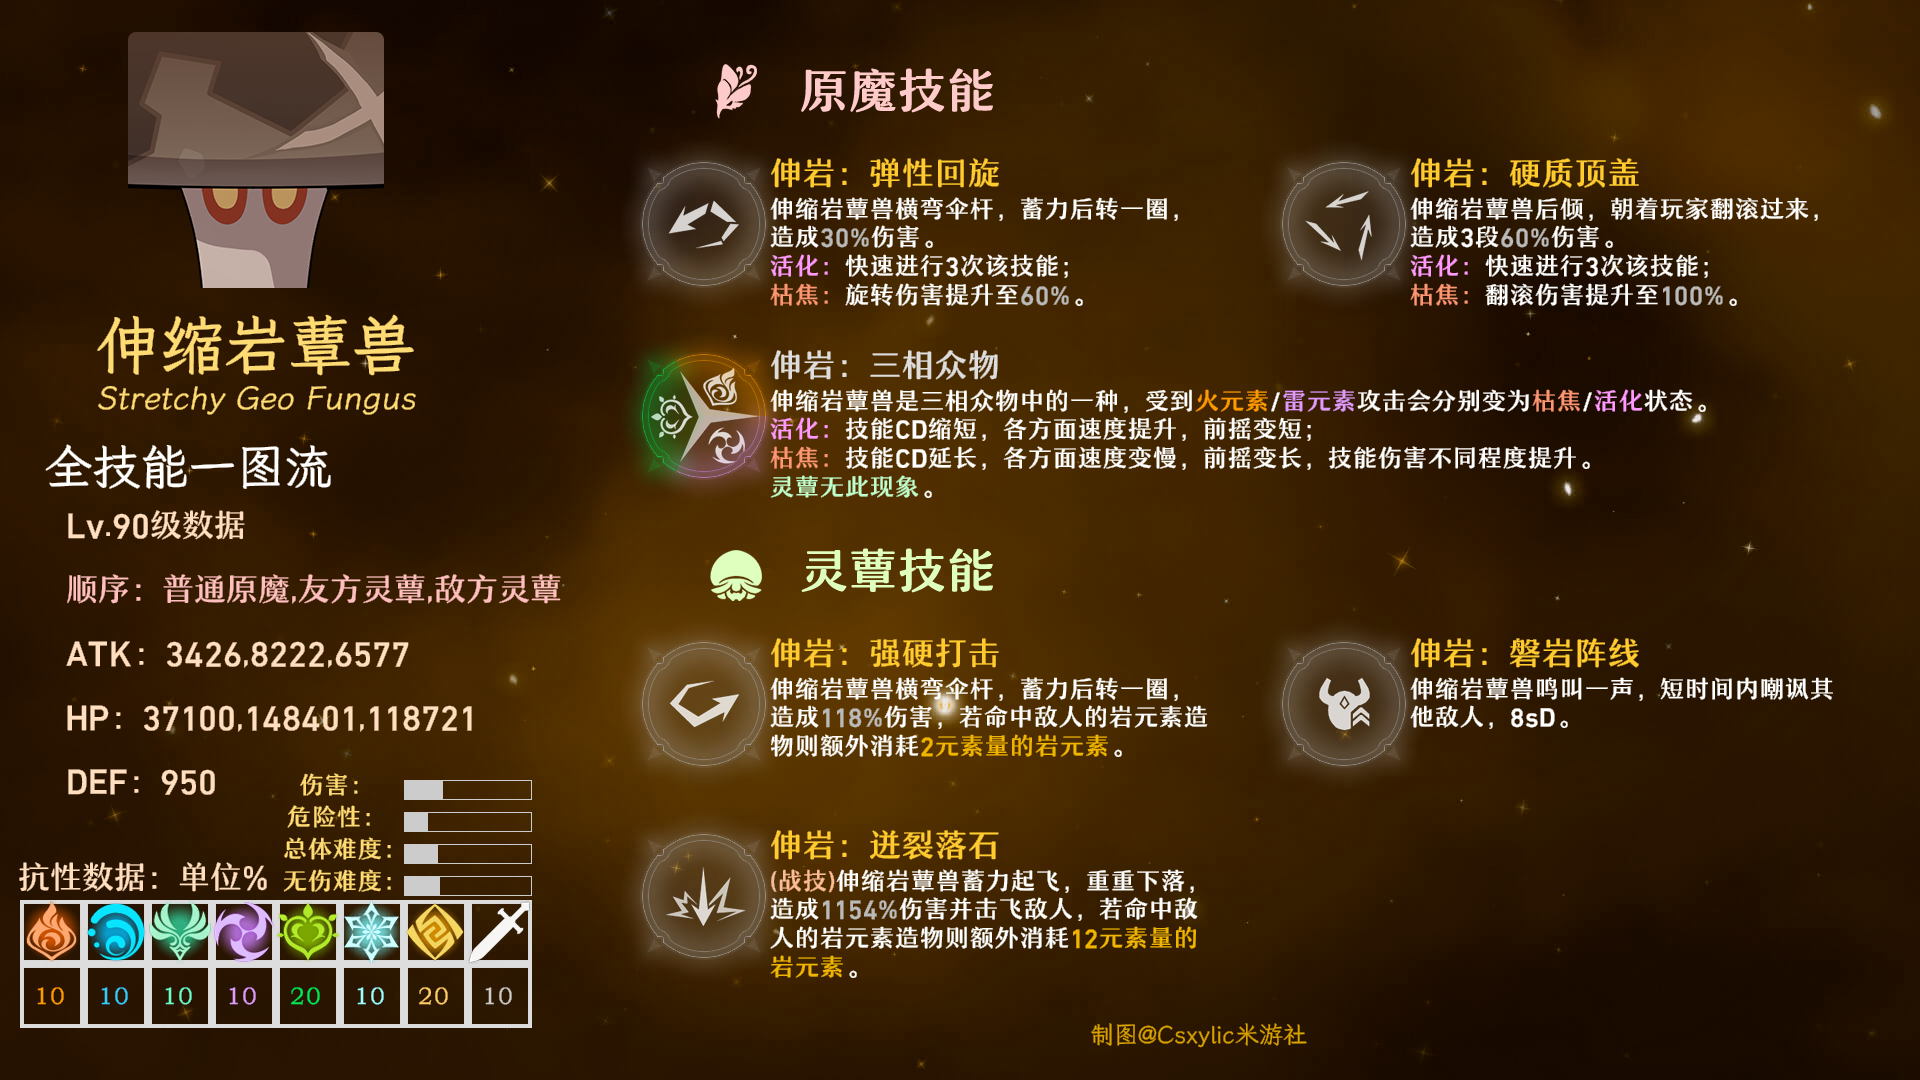 伸缩岩蕈兽
Stretchy Geo Fungus
全技能一图流
Lv.90级数据
顺序：普通原魔,友方灵蕈,敌方灵蕈
ATK：3426,8222,6577
HP：37100,148401,118721
DEF：950
伤害：
危险性：
总体难度：
无伤难度：
抗性数据：单位%
10 10 10 10 20 10 20 10
原魔技能
伸岩：弹性回旋
伸缩岩蕈兽横弯伞杆，蓄力后转一圈，
造成30%伤害。
活化：快速进行3次该技能；
枯焦：旋转伤害提升至60%。
伸岩：硬质顶盖
伸缩岩蕈兽后倾，朝着玩家翻滚过来，
造成3段60%伤害。
活化：快速进行3次该技能；
枯焦：翻滚伤害提升至100%。
伸岩：三相众物
伸缩岩蕈兽是三相众物中的一种，受到火元素/雷元素攻击会分别变为枯焦/活化状态。
活化：技能CD缩短，各方面速度提升，前摇变短；
枯焦：技能CD延长，各方面速度变慢，前摇变长，技能伤害不同程度提升。
灵蕈无此现象。
灵蕈技能
伸岩：强硬打击
伸缩岩蕈兽横弯伞杆，蓄力后转一圈，
造成118%伤害，若命中敌人的岩元素造
物则额外消耗2元素量的岩元素。
伸岩：磐岩阵线
伸缩岩蕈兽鸣叫一声，短时间内嘲讽其
他敌人，8sD。
伸岩：迸裂落石
(战技)伸缩岩蕈兽蓄力起飞，重重下落，
造成1154%伤害并击飞敌人，若命中敌
人的岩元素造物则额外消耗12元素量的
岩元素。
制图@Csxylic米游社